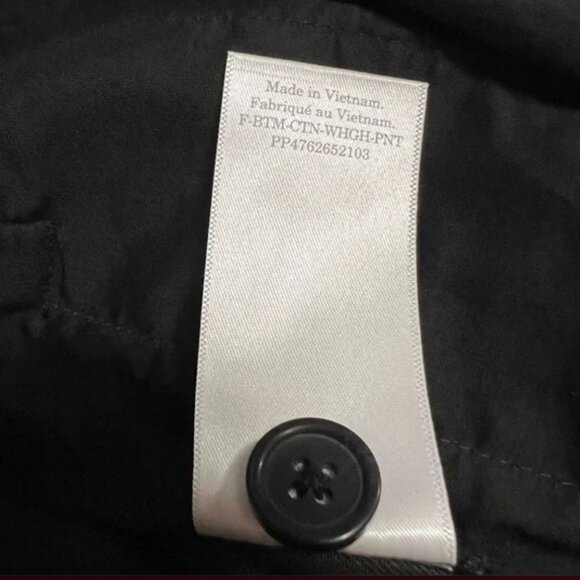 Made in Vietnam.
Fabriqué au Vietnam.
F-BTM-CTN-WHGH-PNT
PP4762652103